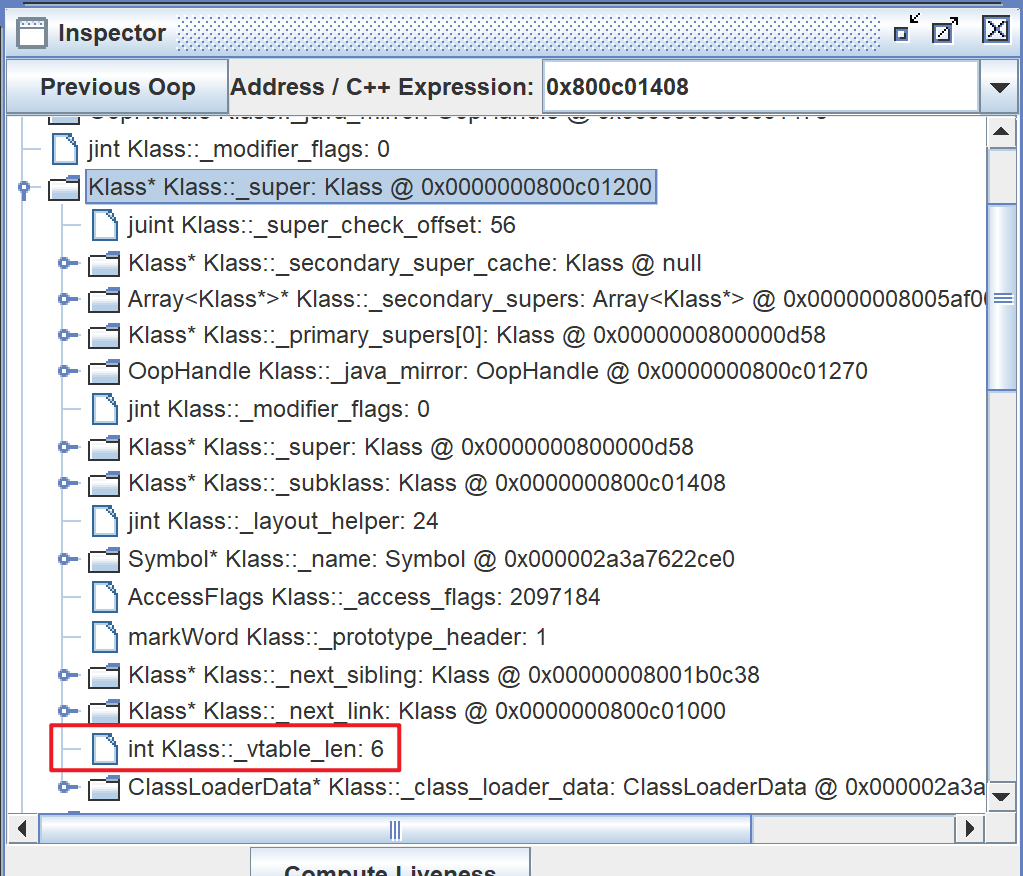 Inspector
Previous Oop Address / C++ Expression: 0x800c01408
OopHandle Klass::_java_mirror: OopHandle @
jint Klass::_modifier_flags: 0
Klass* Klass::_super: Klass @ 0x0000000800c01200
juint Klass::_super_check_offset: 56
Klass* Klass::_secondary_super_cache: Klass @ null
Array<Klass*>* Klass::_secondary_supers: Array<Klass*> @ 0x00000008005af0
Klass* Klass::_primary_supers[0]: Klass @ 0x0000000800000d58
OopHandle Klass::_java_mirror: OopHandle @ 0x0000000800c01270
jint Klass::_modifier_flags: 0
Klass* Klass::_super: Klass @ 0x0000000800000d58
Klass* Klass::_subklass: Klass @ 0x0000000800c01408
jint Klass::_layout_helper: 24
Symbol* Klass::_name: Symbol @ 0x000002a3a7622ce0
AccessFlags Klass::_access_flags: 2097184
markWord Klass::_prototype_header: 1
Klass* Klass::_next_sibling: Klass @ 0x00000008001b0c38
Klass* Klass::_next_link: Klass @ 0x0000000800c01000
int Klass::_vtable_len: 6
ClassLoaderData* Klass::_class_loader_data: ClassLoaderData @ 0x000002a3a
Compute Liveness